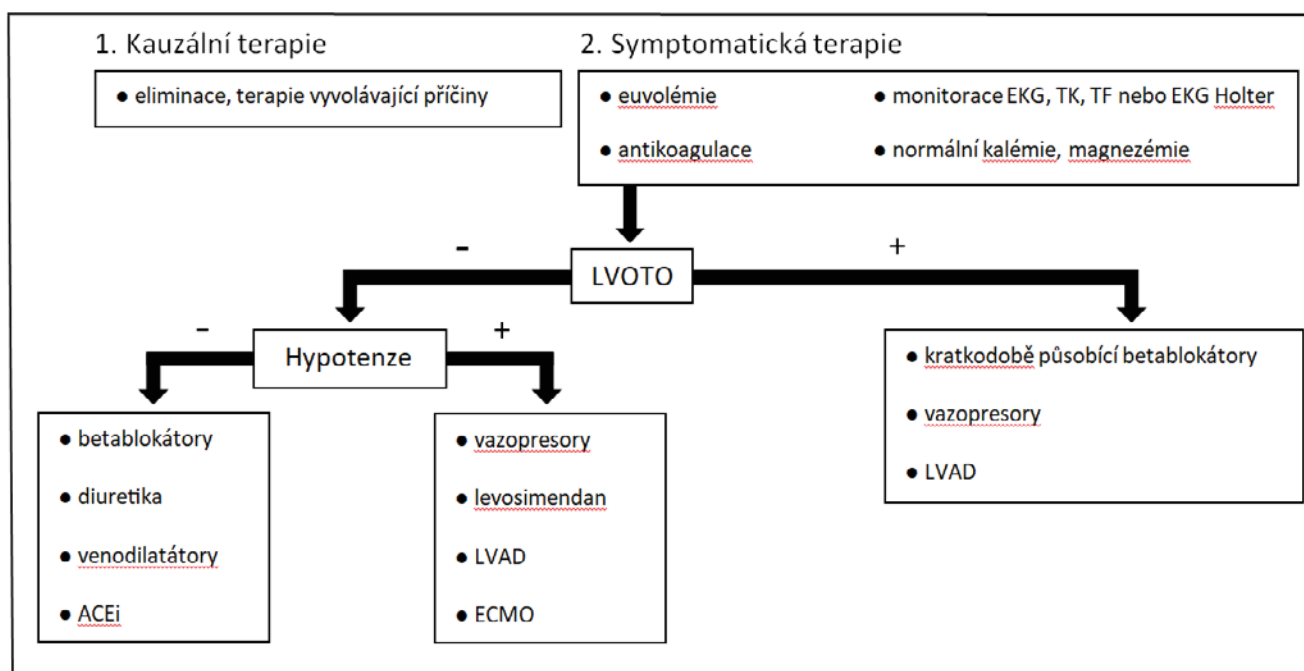 1. Kauzální terapie
2. Symptomatická terapie
● eliminace, terapie vyvolávající příčiny
● euvolémie
● monitorace EKG, TK, TF nebo EKG Holter
● antikoagulace
● normální kalémie, magnezémie
–
+
LVOTO
–
+
Hypotenze
● kratkodobě působící betablokátory
● vazopresory
● LVAD
● betablokátory
● diuretika
● venodilatátory
● ACEi
● vazopresory
● levosimendan
● LVAD
● ECMO